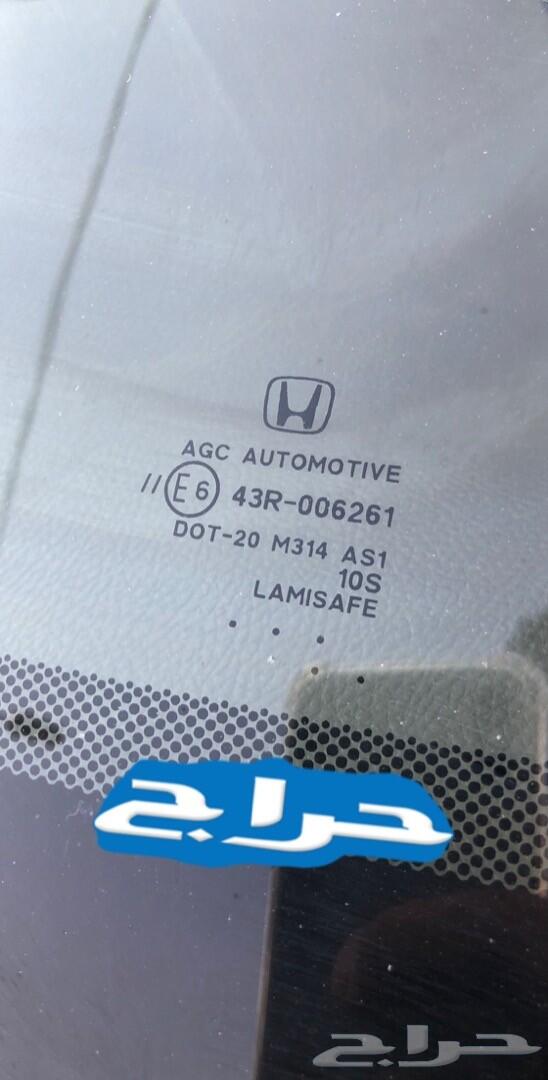 AGC AUTOMOTIVE
// E6 43R-006261
DOT-20 M314 AS1
10S
LAMISAFE
حراج
حراج